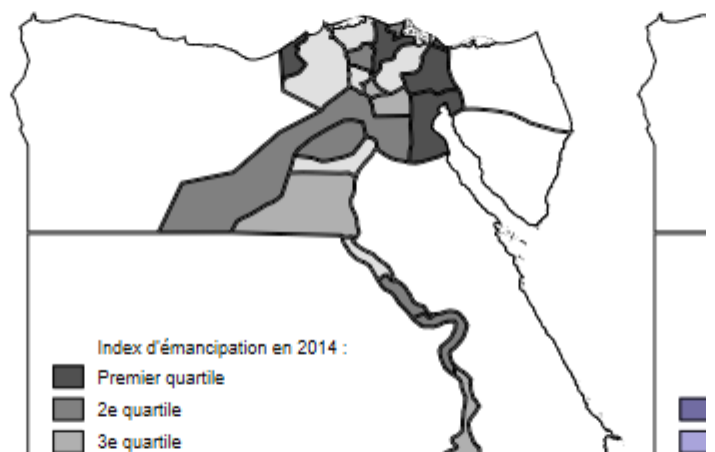 Index d'émancipation en 2014 :
Premier quartile
2e quartile
3e quartile